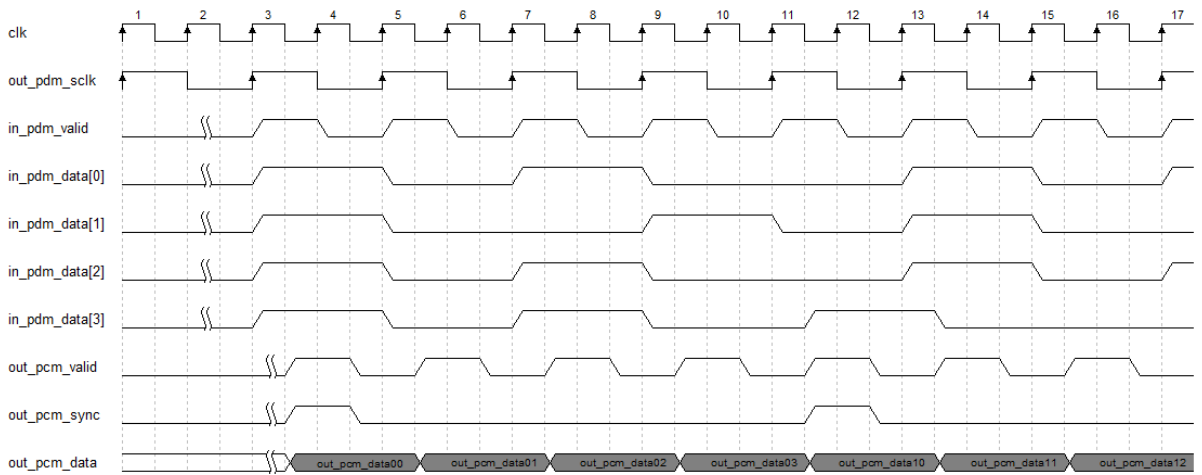 1 2 3 4 5 6 7 8 9 10 11 12 13 14 15 16 17
clk
out_pdm_sclk
in_pdm_valid
in_pdm_data[0]
in_pdm_data[1]
in_pdm_data[2]
in_pdm_data[3]
out_pcm_valid
out_pcm_sync
out_pcm_data out_pcm_data00 out_pcm_data01 out_pcm_data02 out_pcm_data03 out_pcm_data10 out_pcm_data11 out_pcm_data12